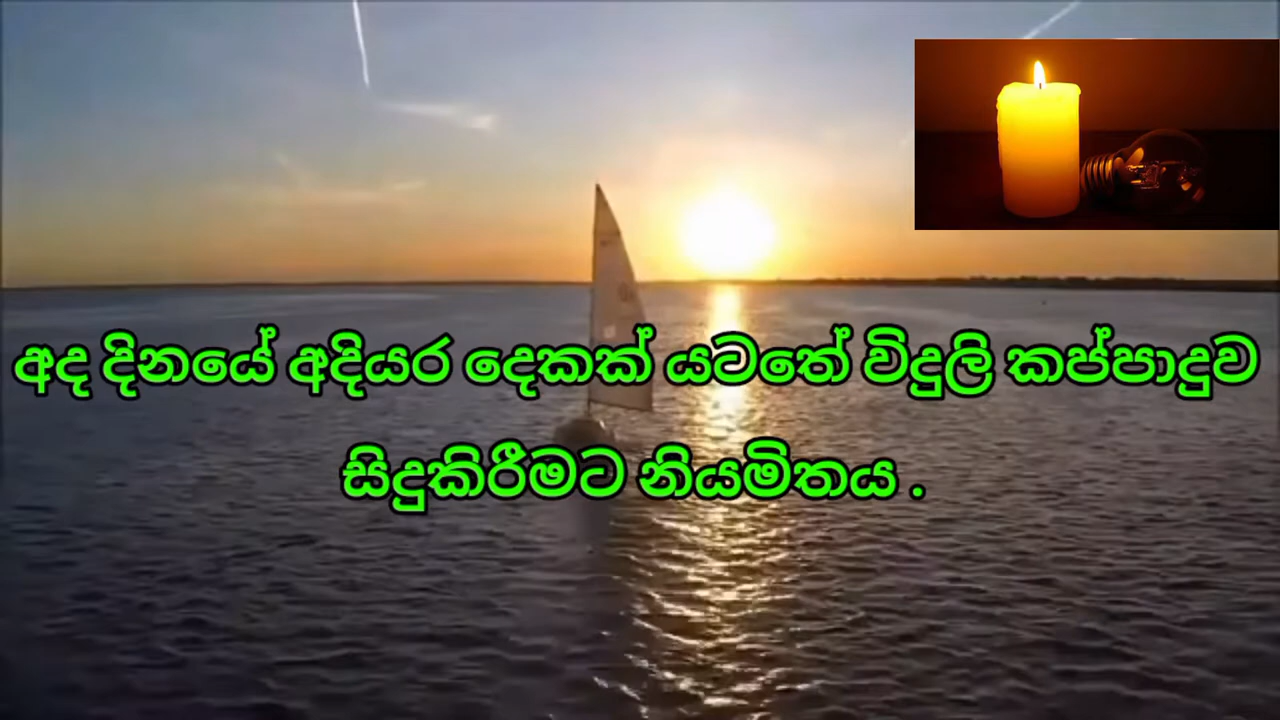 අද දිනයේ අදියර දෙකක් යටතේ විදුලි කප්පාදුව
සිදුකිරීමට නියමිතය .